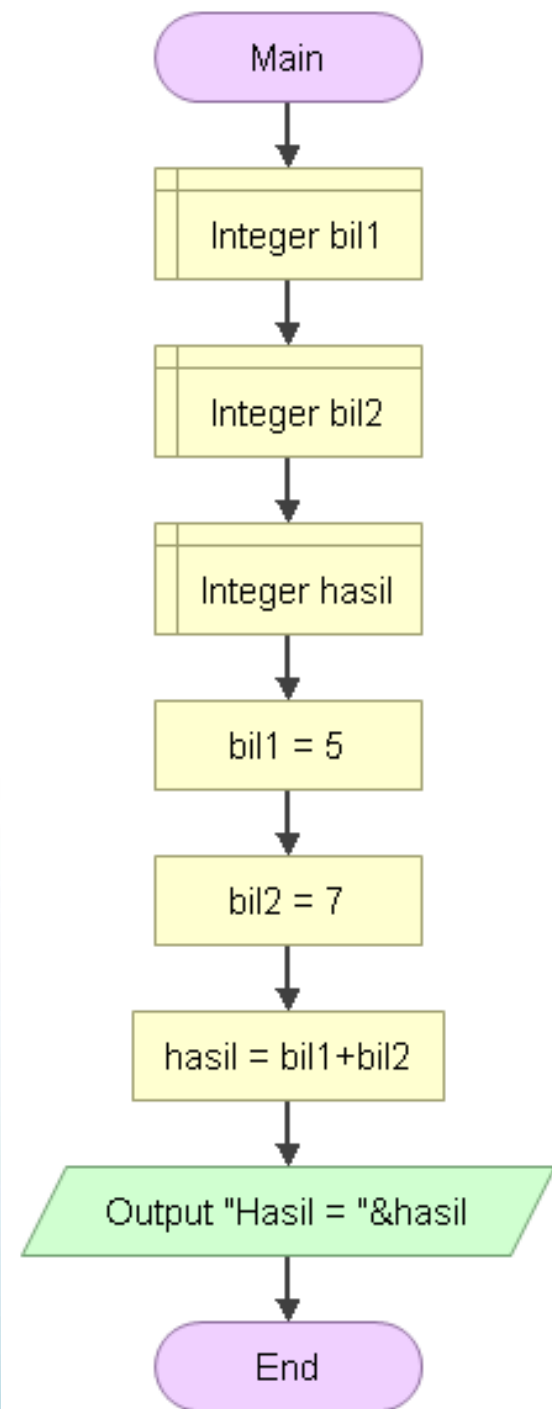 Main
Integer bil1
Integer bil2
Integer hasil
bil1 = 5
bil2 = 7
hasil = bil1+bil2
Output "Hasil = "&hasil
End